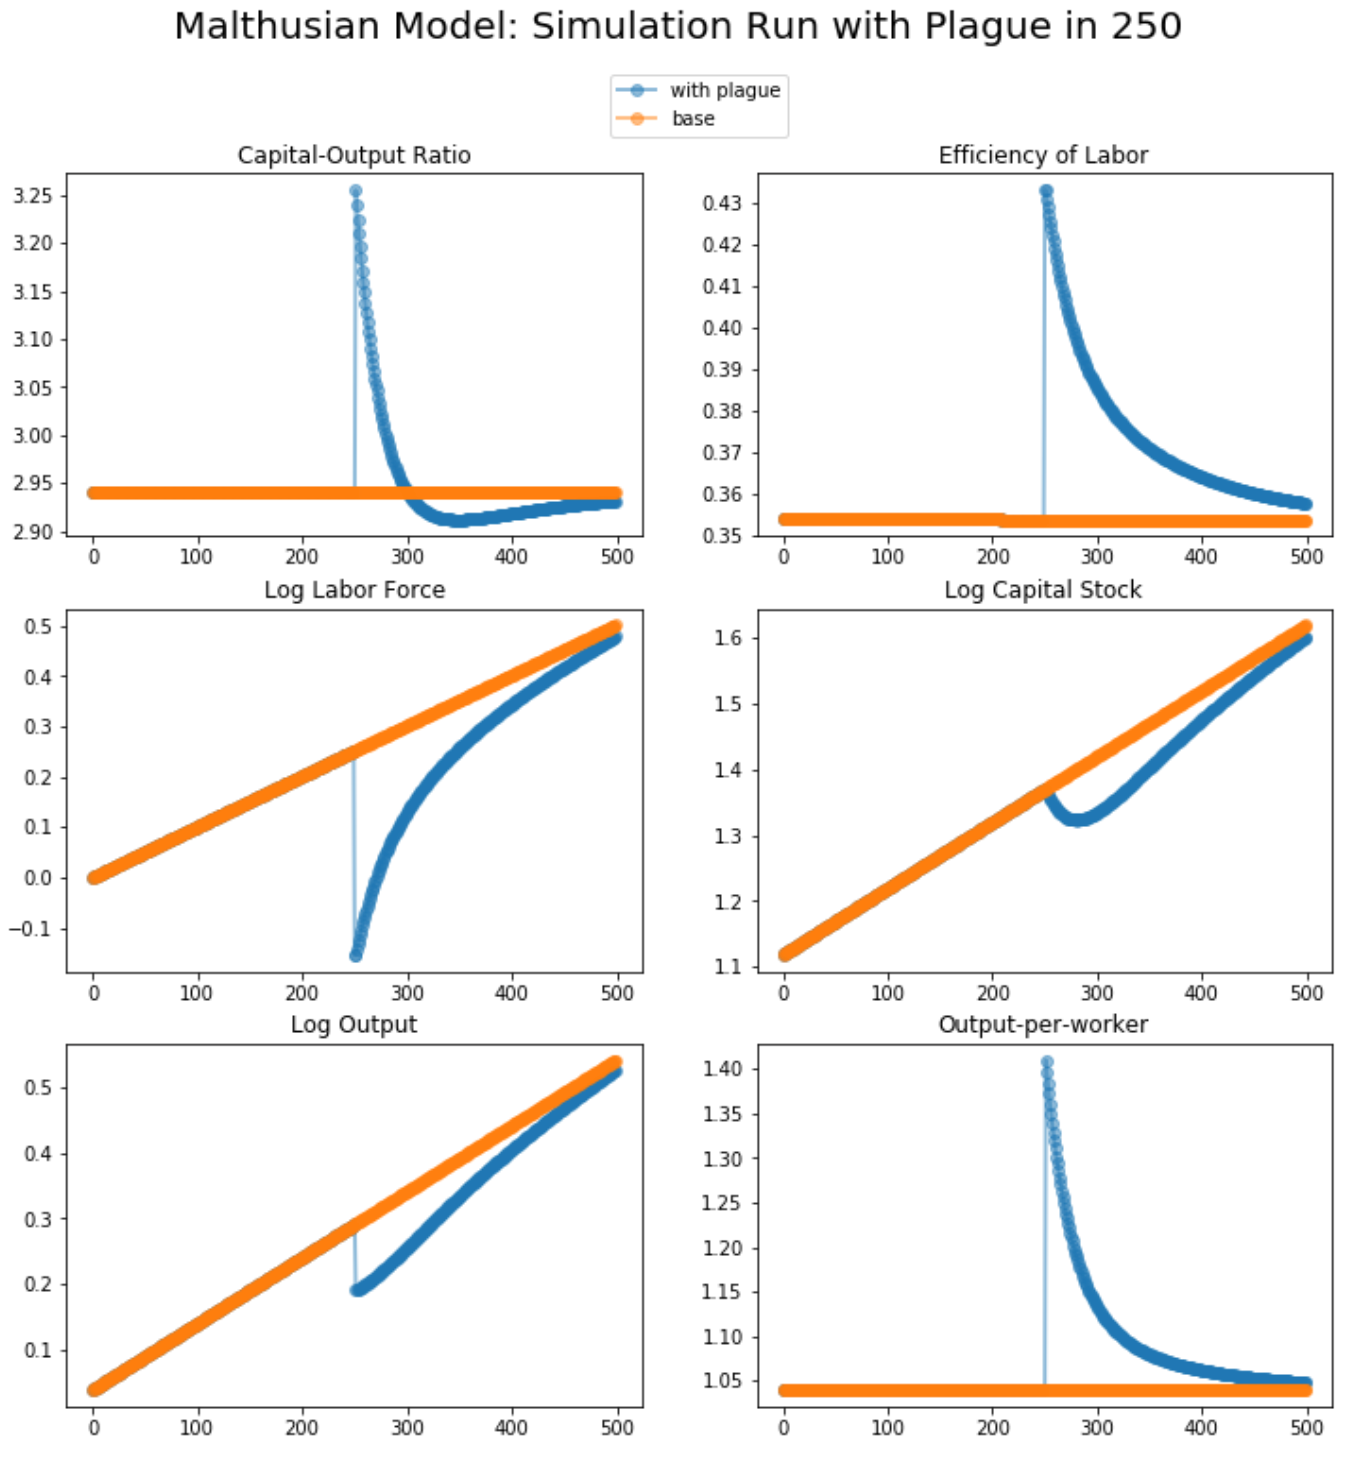 Malthusian Model: Simulation Run with Plague in 250
with plague
base
Capital-Output Ratio
3.25
3.20
3.15
3.10
3.05
3.00
2.95
2.90
0 100 200 300 400 500
Efficiency of Labor
0.43
0.42
0.41
0.40
0.39
0.38
0.37
0.36
0.35
0 100 200 300 400 500
Log Labor Force
0.5
0.4
0.3
0.2
0.1
0.0
−0.1
0 100 200 300 400 500
Log Capital Stock
1.6
1.5
1.4
1.3
1.2
1.1
0 100 200 300 400 500
Log Output
0.5
0.4
0.3
0.2
0.1
0 100 200 300 400 500
Output-per-worker
1.40
1.35
1.30
1.25
1.20
1.15
1.10
1.05
0 100 200 300 400 500